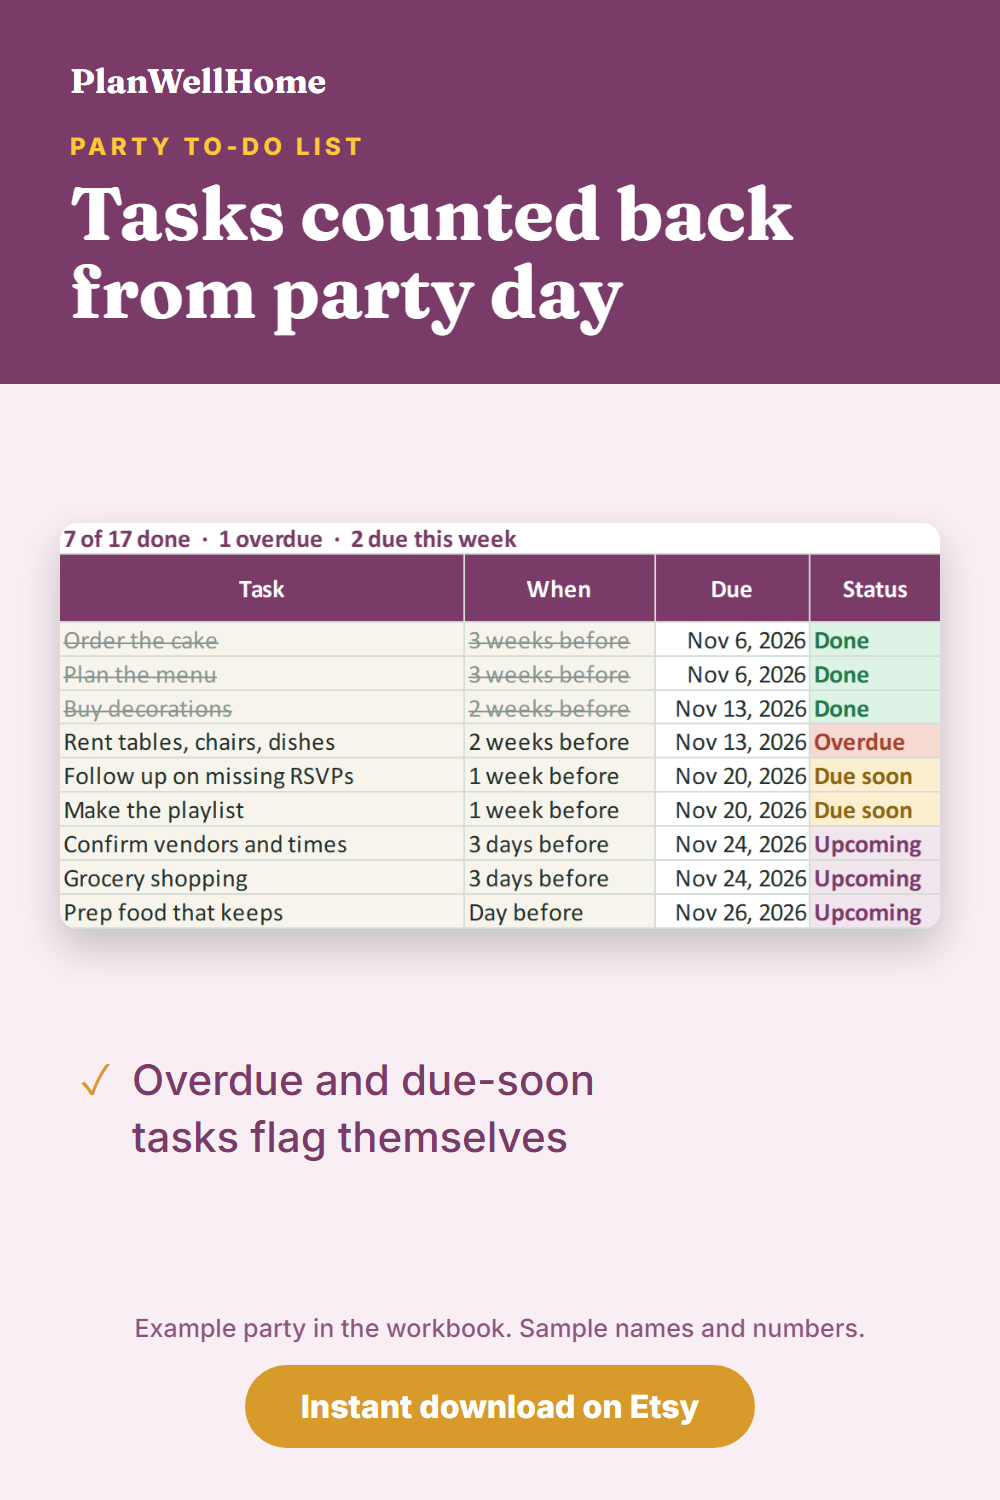 PlanWellHome
PARTY TO-DO LIST
Tasks counted back
from party day
7 of 17 done · 1 overdue · 2 due this week
Task When Due Status
Order the cake 3 weeks before Nov 6, 2026 Done
Plan the menu 3 weeks before Nov 6, 2026 Done
Buy decorations 2 weeks before Nov 13, 2026 Done
Rent tables, chairs, dishes 2 weeks before Nov 13, 2026 Overdue
Follow up on missing RSVPs 1 week before Nov 20, 2026 Due soon
Make the playlist 1 week before Nov 20, 2026 Due soon
Confirm vendors and times 3 days before Nov 24, 2026 Upcoming
Grocery shopping 3 days before Nov 24, 2026 Upcoming
Prep food that keeps Day before Nov 26, 2026 Upcoming
✓ Overdue and due-soon
tasks flag themselves
Example party in the workbook. Sample names and numbers.
Instant download on Etsy